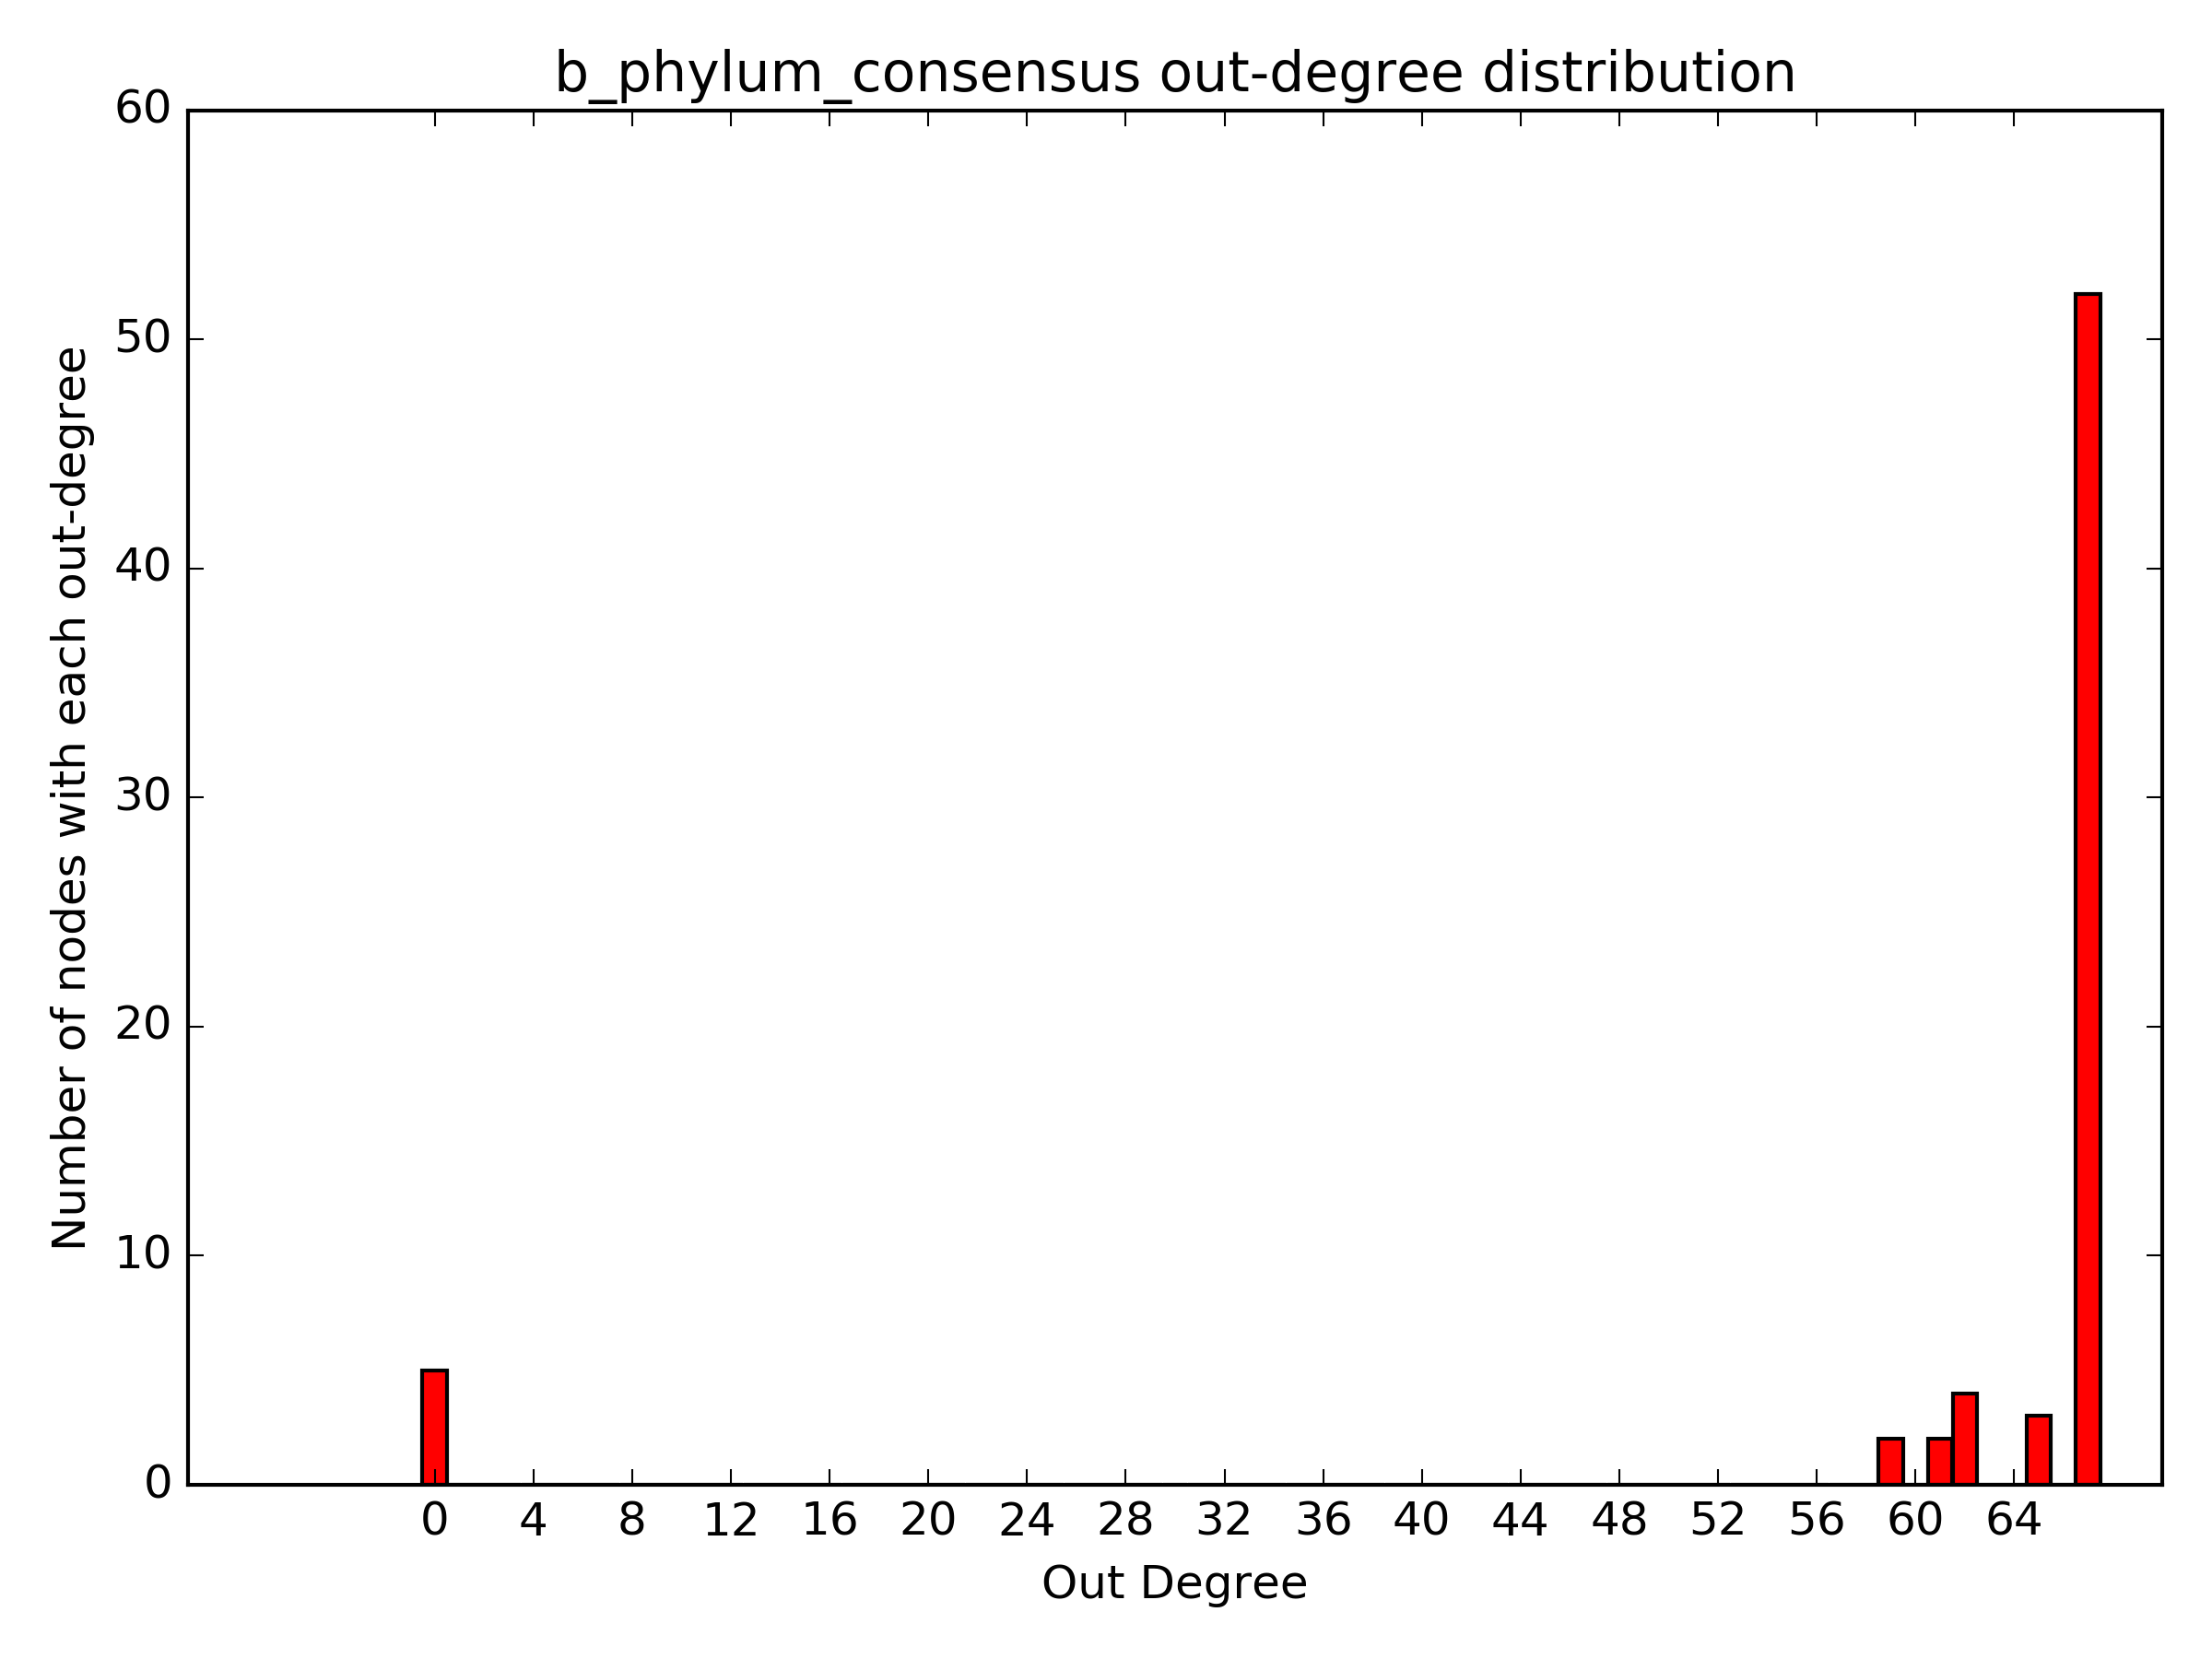 b_phylum_consensus out-degree distribution
60
50
40
30
20
10
0
Number of nodes with each out-degree
0 4 8 12 16 20 24 28 32 36 40 44 48 52 56 60 64
Out Degree